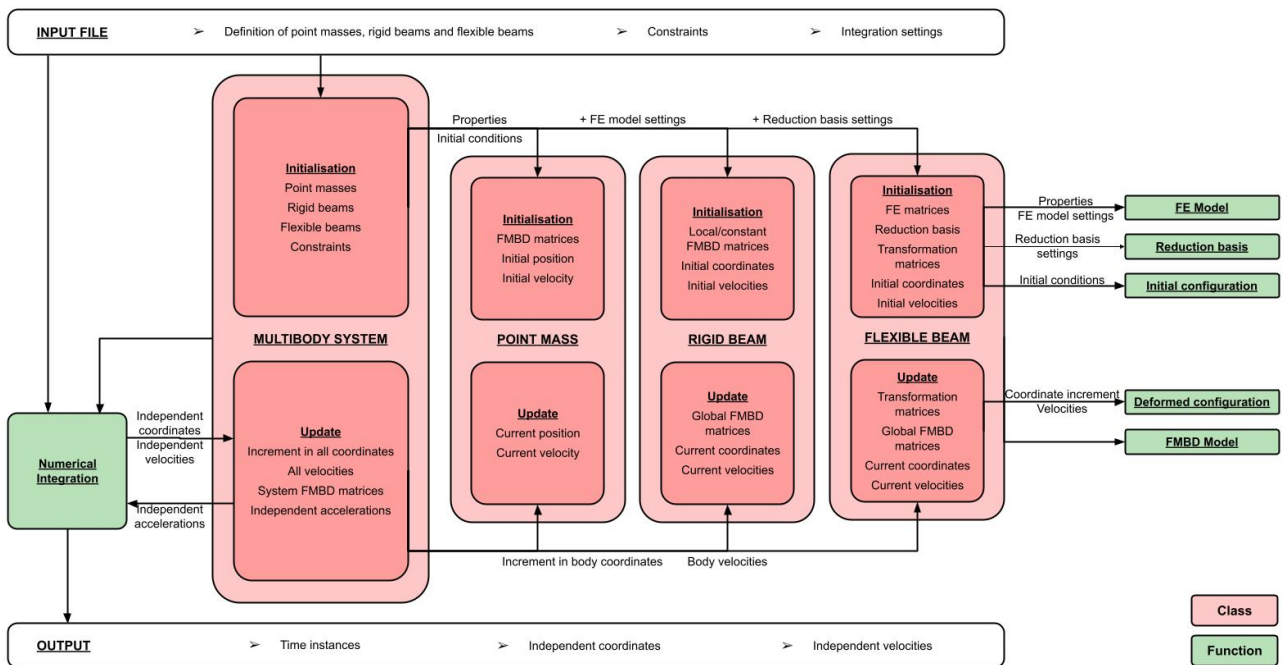 INPUT FILE ➢ Definition of point masses, rigid beams and flexible beams ➢ Constraints ➢ Integration settings
Properties
Initial conditions
+ FE model settings
+ Reduction basis settings
Initialisation
Point masses
Rigid beams
Flexible beams
Constraints
Initialisation
FMBD matrices
Initial position
Initial velocity
Initialisation
Local/constant
FMBD matrices
Initial coordinates
Initial velocities
Initialisation
FE matrices
Reduction basis
Transformation
matrices
Initial coordinates
Initial velocities
Properties
FE model settings
FE Model
Reduction basis
settings
Reduction basis
Initial conditions
Initial configuration
MULTIBODY SYSTEM
POINT MASS
RIGID BEAM
FLEXIBLE BEAM
Numerical
Integration
Independent
coordinates
Independent
velocities
Independent
accelerations
Update
Increment in all coordinates
All velocities
System FMBD matrices
Independent accelerations
Update
Current position
Current velocity
Update
Global FMBD
matrices
Current coordinates
Current velocities
Update
Transformation
matrices
Global FMBD
matrices
Current coordinates
Current velocities
Coordinate increment
Velocities
Deformed configuration
FMBD Model
Increment in body coordinates
Body velocities
Class
Function
OUTPUT ➢ Time instances ➢ Independent coordinates ➢ Independent velocities